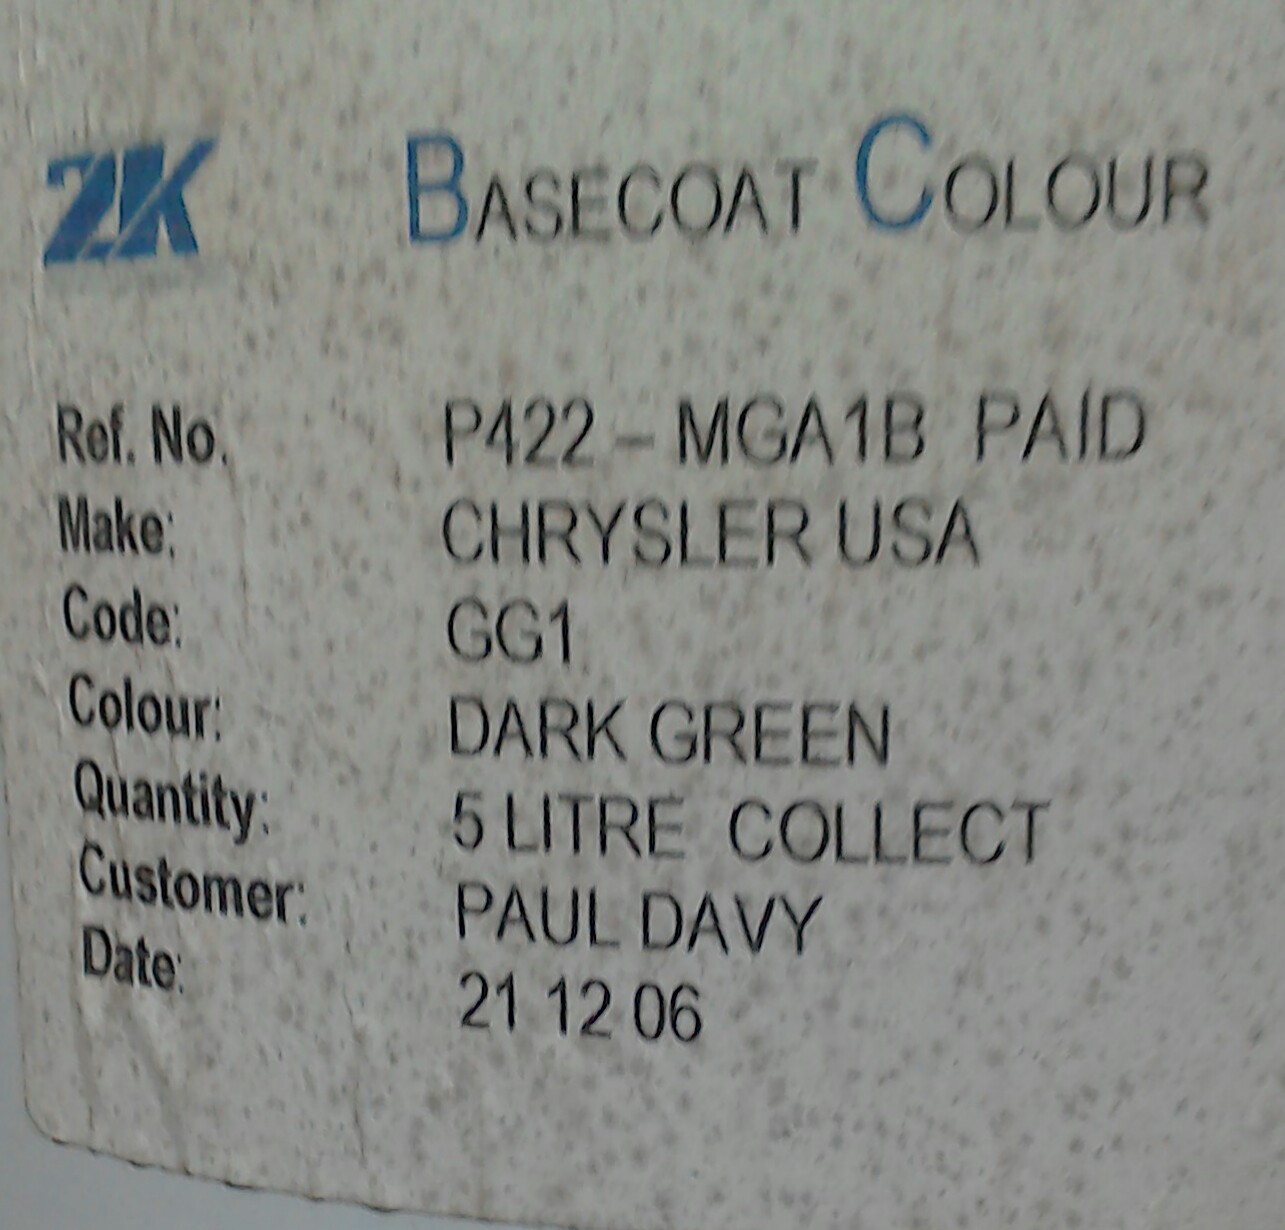 2K BASECOAT COLOUR
Ref. No. P422 – MGA1B PAID
Make: CHRYSLER USA
Code: GG1
Colour: DARK GREEN
Quantity: 5 LITRE COLLECT
Customer: PAUL DAVY
Date: 21 12 06